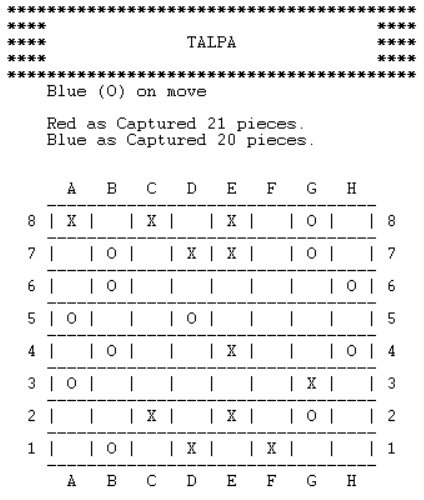 *****************************************
**** ****
**** TALPA ****
**** ****
*****************************************
Blue (O) on move
Red as Captured 21 pieces.
Blue as Captured 20 pieces.
A B C D E F G H
8 | X | | X | | X | | O | | 8
7 | | O | | X | X | | O | | 7
6 | | O | | | | | | O | 6
5 | O | | | O | | | | | 5
4 | | O | | | X | | | O | 4
3 | O | | | | | | X | | 3
2 | | | X | | X | | O | | 2
1 | | O | | X | | X | | | 1
A B C D E F G H